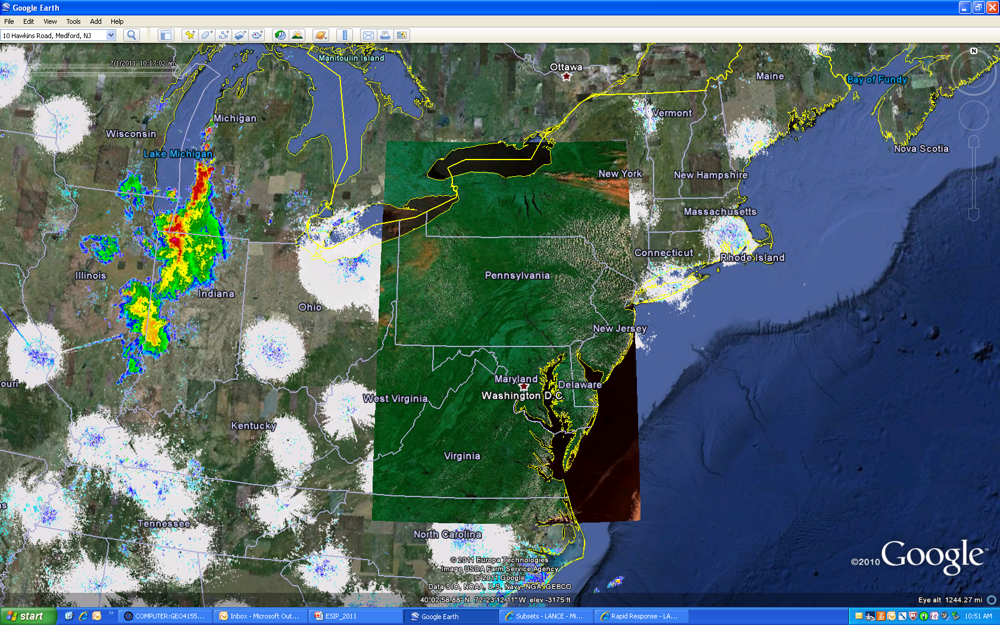 Google Earth
File Edit View Tools Add Help
10 Hawkins Road, Medford, NJ
7/1/2011 10:17:02 am
Manitoulin Island
Ottawa
N
Maine
Bay of Fundy
Michigan
Vermont
Wisconsin
Lake Michigan
Nova Scotia
New York
New Hampshire
Massachusetts
Connecticut
Rhode Island
Illinois
Pennsylvania
Indiana
Ohio
New Jersey
ouri
Maryland
Delaware
Washington D.C.
West Virginia
Kentucky
Virginia
as
Tennessee
North Carolina
© 2011 Europa Technologies
Image USDA Farm Service Agency
© 2011 Google
Data SIO, NOAA, U.S. Navy, NGA, GEBCO
©2010 Google™
40°02'58.88" N 72°23'12.11" W elev -3175 ft
Eye alt 1244.27 mi
start
COMPUTER:GEO4155...
Inbox - Microsoft Out...
ESIP_2011
Google Earth
Subsets - LANCE - Mi...
Rapid Response - LA...
10:51 AM